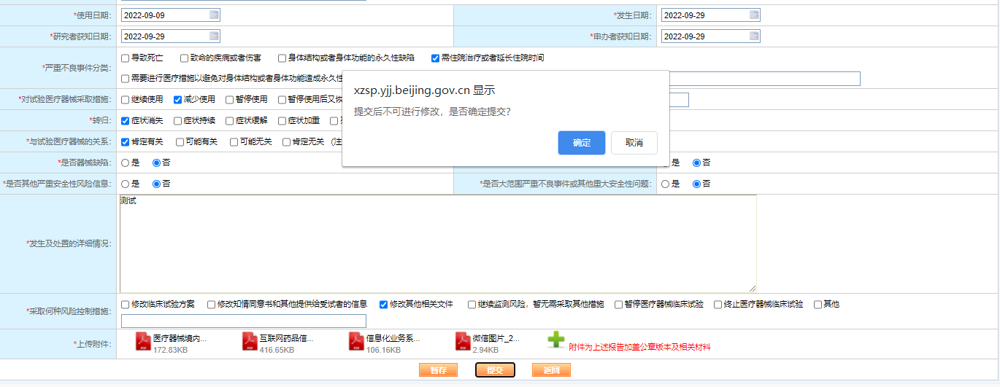 *使用日期： 2022-09-09 *发生日期： 2022-09-29
*研究者获知日期： 2022-09-29 *申办者获知日期： 2022-09-29
*严重不良事件分类： 导致死亡 致命的疾病或者伤害 身体结构或者身体功能的永久性缺陷 需住院治疗或者延长住院时间
需要进行医疗措施以避免对身体结构或者身体功能造成永久性
xzsp.yjj.beijing.gov.cn 显示
提交后不可进行修改，是否确定提交？
确定 取消
*对试验医疗器械采取措施： 继续使用 减少使用 暂停使用 暂停使用后又恢
*转归： 症状消失 症状持续 症状缓解 症状加重
*与试验医疗器械的关系： 肯定有关 可能有关 可能无关 肯定无关 （注
*是否器械缺陷： 是 否 是 否
*是否其他严重安全性风险信息： 是 否 *是否大范围严重不良事件或其他重大安全性问题： 是 否
*发生及处置的详细情况： 测试
*采取何种风险控制措施： 修改临床试验方案 修改知情同意书和其他提供给受试者的信息 修改其他相关文件 继续监测风险，暂无需采取其他措施 暂停医疗器械临床试验 终止医疗器械临床试验 其他
*上传附件： 医疗器械境内... 互联网药品信... 信息化业务系... 微信图片_2...
172.83KB 416.65KB 106.16KB 2.94KB 附件为上述报告加盖公章版本及相关材料
暂存 提交 返回